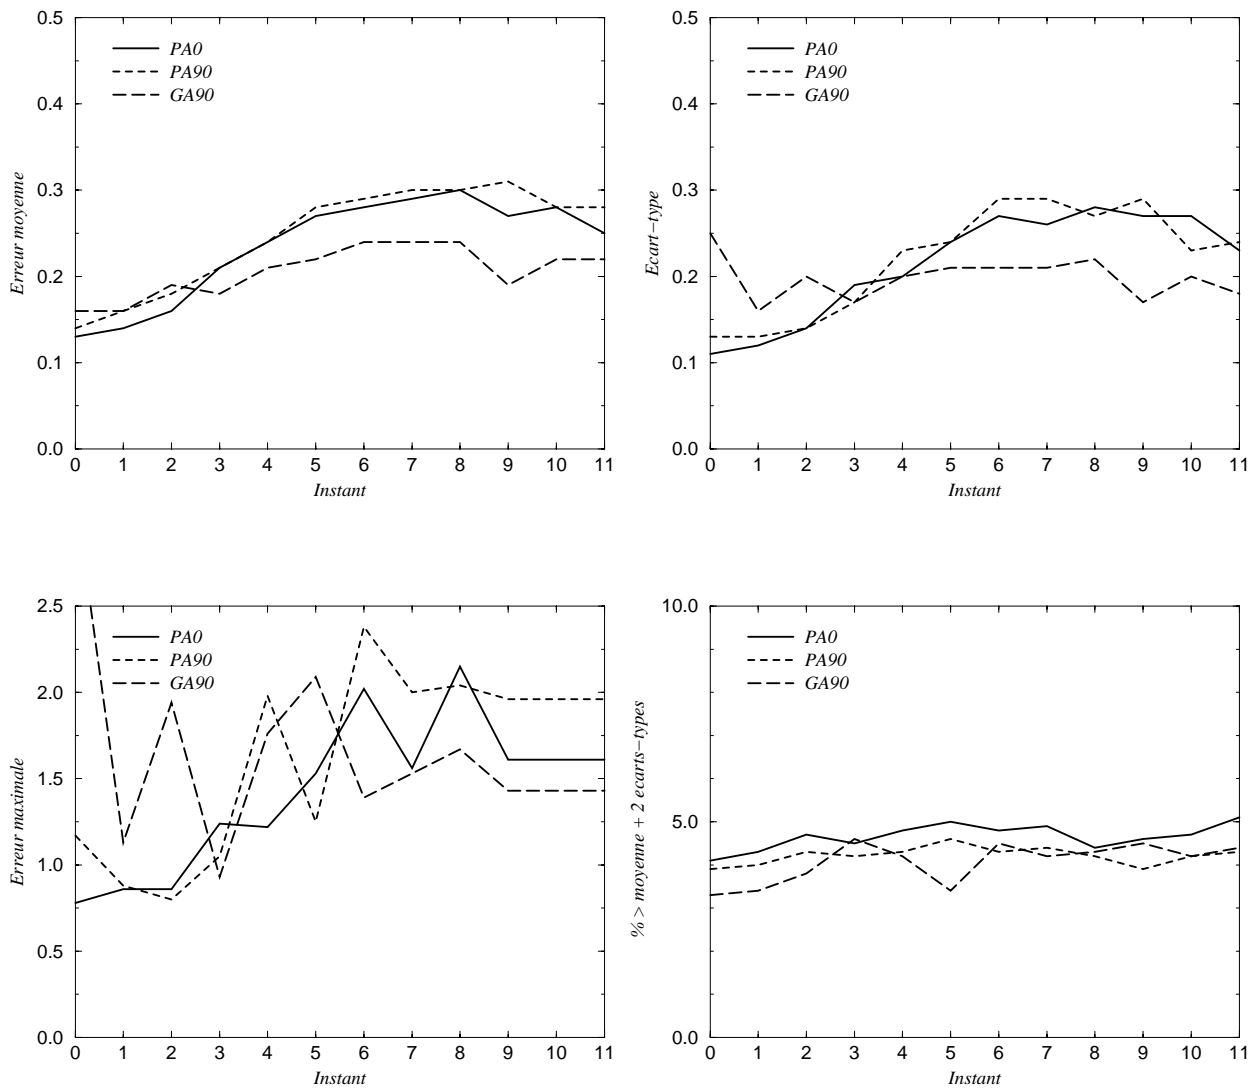 0.5
0.4
0.3
0.2
0.1
0.0
Erreur moyenne
PA0
PA90
GA90
0 1 2 3 4 5 6 7 8 9 10 11
Instant
0.5
0.4
0.3
0.2
0.1
0.0
Ecart−type
PA0
PA90
GA90
0 1 2 3 4 5 6 7 8 9 10 11
Instant
2.5
2.0
1.5
1.0
0.5
0.0
Erreur maximale
PA0
PA90
GA90
0 1 2 3 4 5 6 7 8 9 10 11
Instant
10.0
5.0
0.0
% > moyenne + 2 ecarts−types
PA0
PA90
GA90
0 1 2 3 4 5 6 7 8 9 10 11
Instant